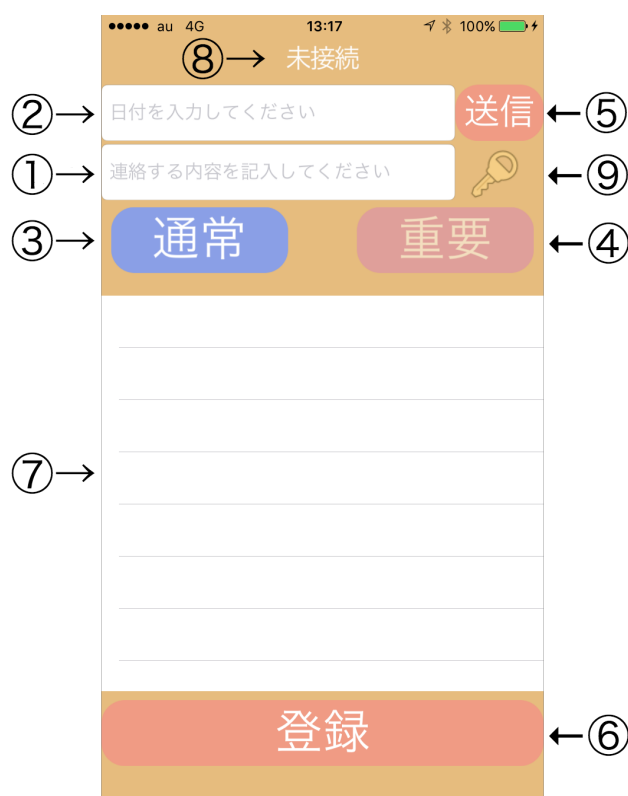 ●●●●● au 4G 13:17 100%
⑧→ 未接続
②→ 日付を入力してください 送信 ←⑤
①→ 連絡する内容を記入してください ←⑨
③→ 通常 重要 ←④
⑦→
登録 ←⑥